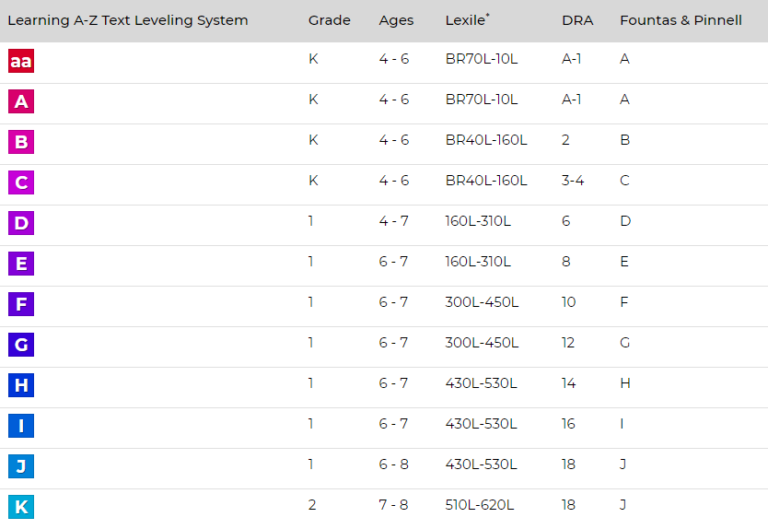 Learning A-Z Text Leveling System Grade Ages Lexile* DRA Fountas & Pinnell
aa K 4 - 6 BR70L-10L A-1 A
A K 4 - 6 BR70L-10L A-1 A
B K 4 - 6 BR40L-160L 2 B
C K 4 - 6 BR40L-160L 3-4 C
D 1 4 - 7 160L-310L 6 D
E 1 6 - 7 160L-310L 8 E
F 1 6 - 7 300L-450L 10 F
G 1 6 - 7 300L-450L 12 G
H 1 6 - 7 430L-530L 14 H
I 1 6 - 7 430L-530L 16 I
J 1 6 - 8 430L-530L 18 J
K 2 7 - 8 510L-620L 18 J